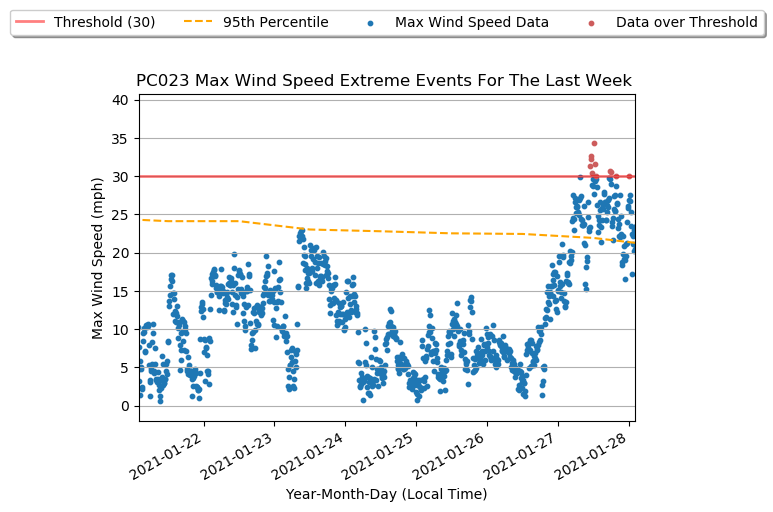 Threshold (30) 95th Percentile Max Wind Speed Data Data over Threshold
PC023 Max Wind Speed Extreme Events For The Last Week
40
35
30
25
20
15
10
5
0
Max Wind Speed (mph)
2021-01-22 2021-01-23 2021-01-24 2021-01-25 2021-01-26 2021-01-27 2021-01-28
Year-Month-Day (Local Time)